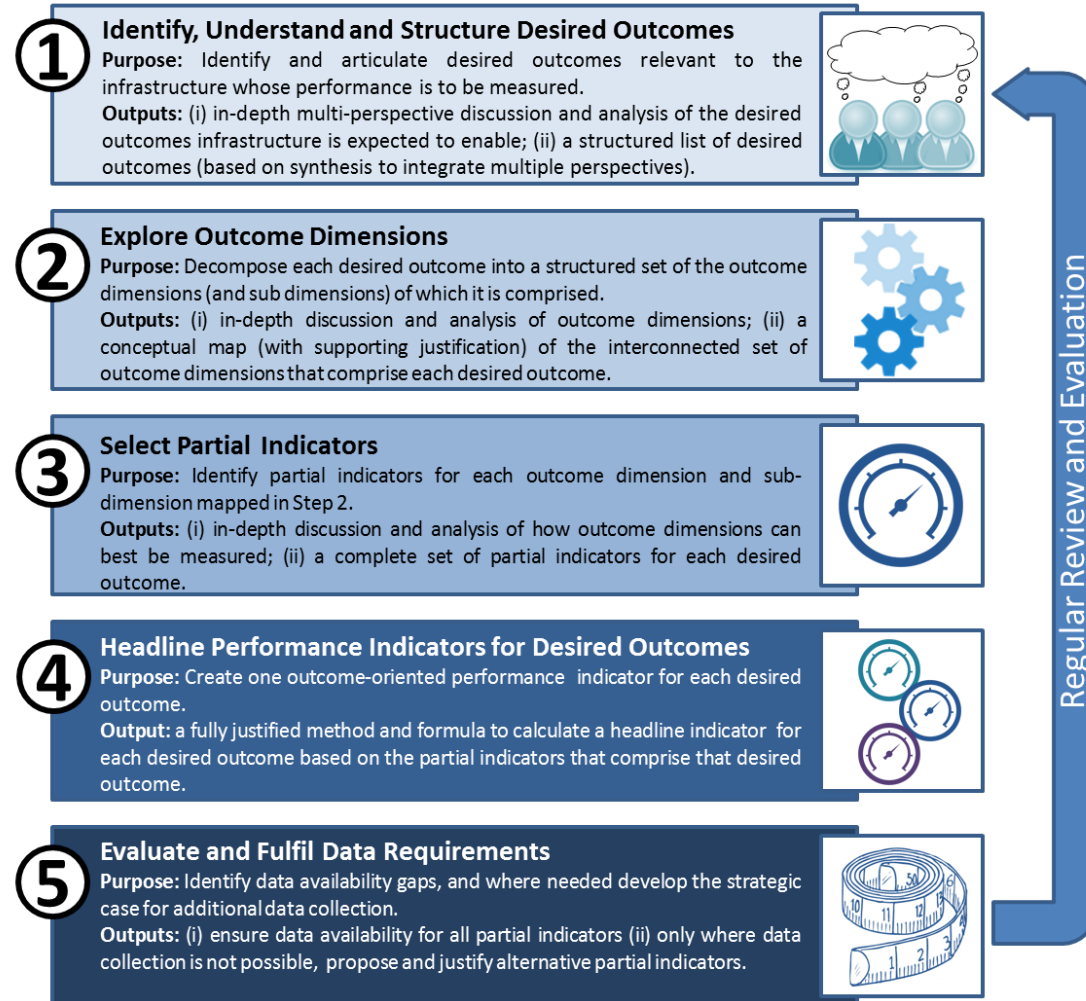 1
Identify, Understand and Structure Desired Outcomes
Purpose: Identify and articulate desired outcomes relevant to the
infrastructure whose performance is to be measured.
Outputs: (i) in-depth multi-perspective discussion and analysis of the desired
outcomes infrastructure is expected to enable; (ii) a structured list of desired
outcomes (based on synthesis to integrate multiple perspectives).
2
Explore Outcome Dimensions
Purpose: Decompose each desired outcome into a structured set of the outcome
dimensions (and sub dimensions) of which it is comprised.
Outputs: (i) in-depth discussion and analysis of outcome dimensions; (ii) a
conceptual map (with supporting justification) of the interconnected set of
outcome dimensions that comprise each desired outcome.
3
Select Partial Indicators
Purpose: Identify partial indicators for each outcome dimension and sub-
dimension mapped in Step 2.
Outputs: (i) in-depth discussion and analysis of how outcome dimensions can
best be measured; (ii) a complete set of partial indicators for each desired
outcome.
4
Headline Performance Indicators for Desired Outcomes
Purpose: Create one outcome-oriented performance indicator for each desired
outcome.
Output: a fully justified method and formula to calculate a headline indicator for
each desired outcome based on the partial indicators that comprise that desired
outcome.
5
Evaluate and Fulfil Data Requirements
Purpose: Identify data availability gaps, and where needed develop the strategic
case for additional data collection.
Outputs: (i) ensure data availability for all partial indicators (ii) only where data
collection is not possible, propose and justify alternative partial indicators.
10 11 12
1 2 3
Regular Review and Evaluation